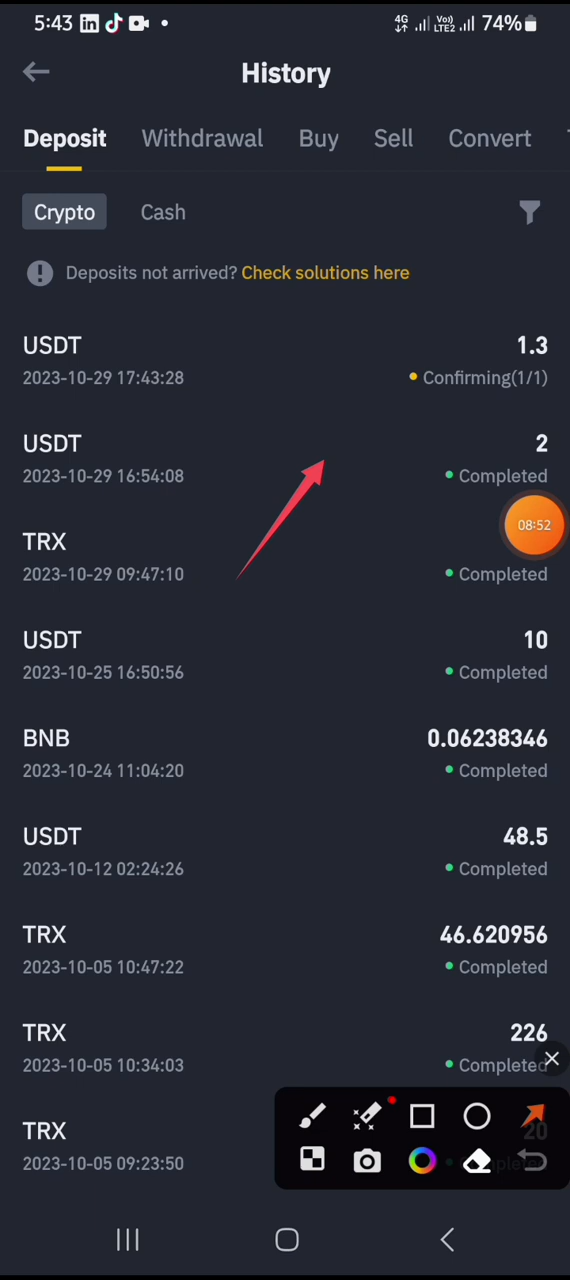 5:43 4G Vo) LTE2 74%
History
Deposit Withdrawal Buy Sell Convert
Crypto Cash
Deposits not arrived? Check solutions here
USDT 1.3
2023-10-29 17:43:28 Confirming(1/1)
USDT 2
2023-10-29 16:54:08 Completed
08:52
TRX
2023-10-29 09:47:10 Completed
USDT 10
2023-10-25 16:50:56 Completed
BNB 0.06238346
2023-10-24 11:04:20 Completed
USDT 48.5
2023-10-12 02:24:26 Completed
TRX 46.620956
2023-10-05 10:47:22 Completed
TRX 226
2023-10-05 10:34:03 Completed
TRX 20
2023-10-05 09:23:50